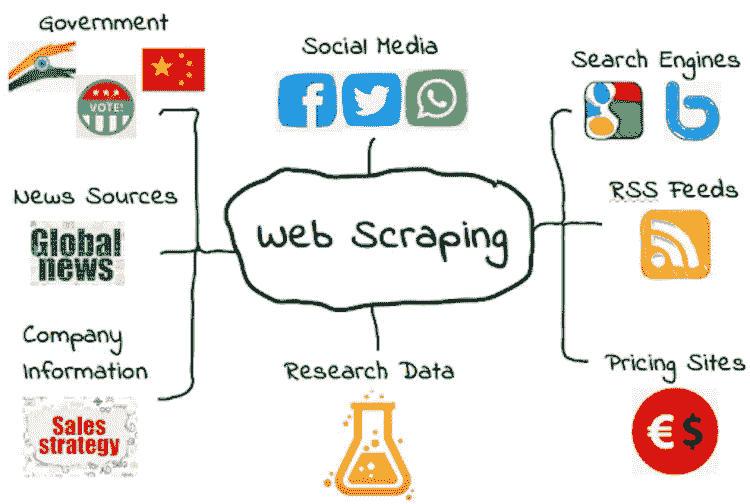 Government
VOTE!
Social Media
Search Engines
News Sources
Global
news
Web Scraping
RSS Feeds
Company
Information
Sales
strategy
Research Data
Pricing Sites
€ $